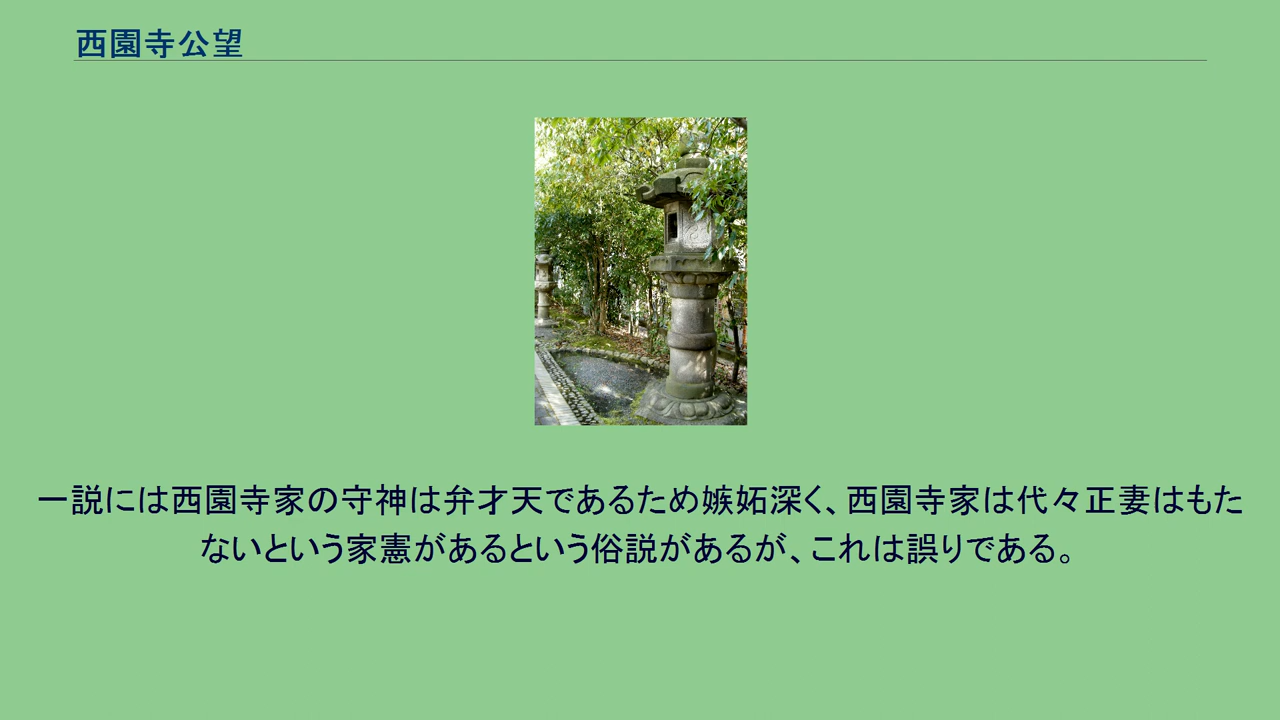 西園寺公望
一説には西園寺家の守神は弁才天であるため嫉妬深く、西園寺家は代々正妻はもた
ないという家憲があるという俗説があるが、これは誤りである。